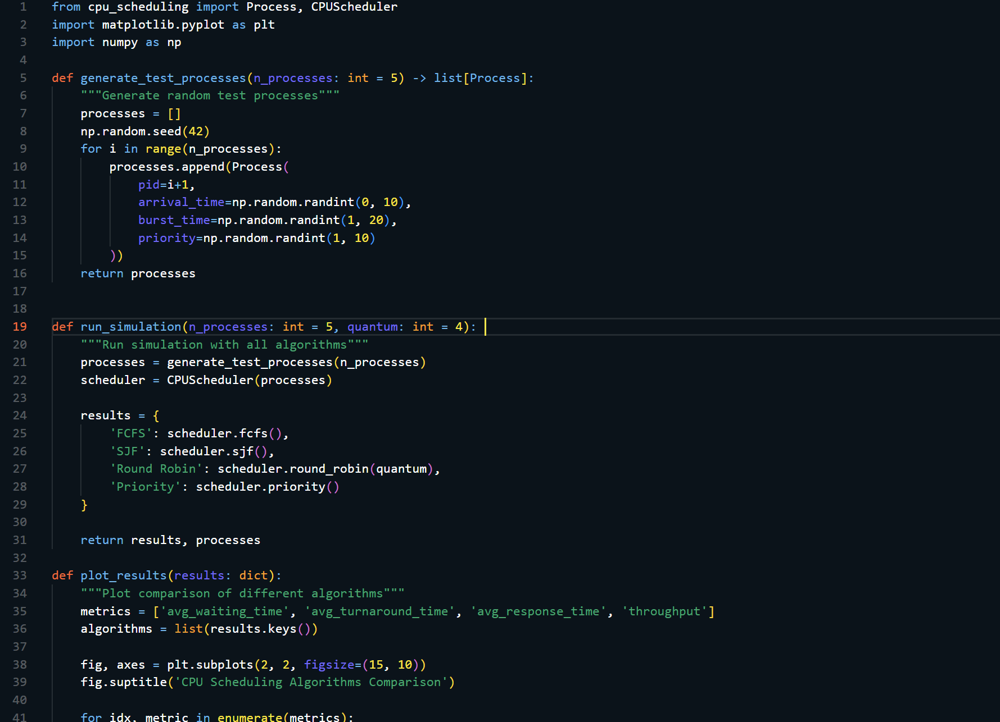 1 from cpu_scheduling import Process, CPUScheduler
2 import matplotlib.pyplot as plt
3 import numpy as np
4
5 def generate_test_processes(n_processes: int = 5) -> list[Process]:
6     """Generate random test processes"""
7     processes = []
8     np.random.seed(42)
9     for i in range(n_processes):
10         processes.append(Process(
11             pid=i+1,
12             arrival_time=np.random.randint(0, 10),
13             burst_time=np.random.randint(1, 20),
14             priority=np.random.randint(1, 10)
15         ))
16     return processes
17
18
19 def run_simulation(n_processes: int = 5, quantum: int = 4):
20     """Run simulation with all algorithms"""
21     processes = generate_test_processes(n_processes)
22     scheduler = CPUScheduler(processes)
23
24     results = {
25         'FCFS': scheduler.fcfs(),
26         'SJF': scheduler.sjf(),
27         'Round Robin': scheduler.round_robin(quantum),
28         'Priority': scheduler.priority()
29     }
30
31     return results, processes
32
33 def plot_results(results: dict):
34     """Plot comparison of different algorithms"""
35     metrics = ['avg_waiting_time', 'avg_turnaround_time', 'avg_response_time', 'throughput']
36     algorithms = list(results.keys())
37
38     fig, axes = plt.subplots(2, 2, figsize=(15, 10))
39     fig.suptitle('CPU Scheduling Algorithms Comparison')
40
41     for idx, metric in enumerate(metrics):